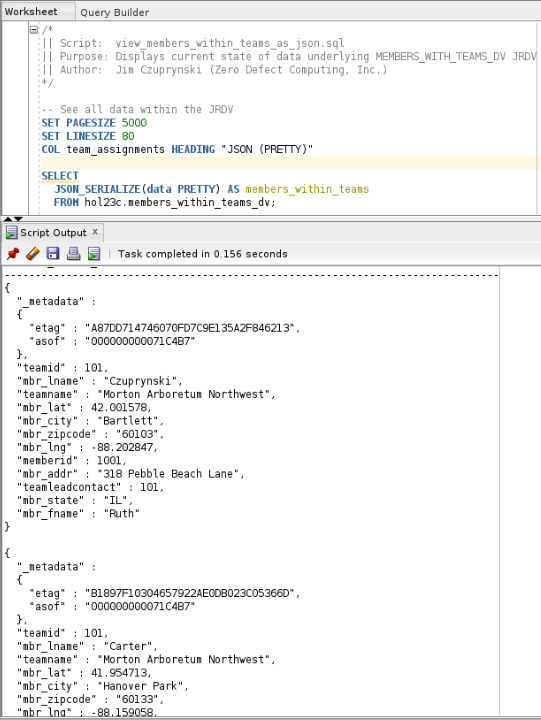 Worksheet Query Builder
/*
|| Script: view_members_within_teams_as_json.sql
|| Purpose: Displays current state of data underlying MEMBERS_WITH_TEAMS_DV JRDV
|| Author: Jim Czuprynski (Zero Defect Computing, Inc.)
*/
-- See all data within the JRDV
SET PAGESIZE 5000
SET LINESIZE 80
COL team_assignments HEADING "JSON (PRETTY)"
SELECT
JSON_SERIALIZE(data PRETTY) AS members_within_teams
FROM hol23c.members_within_teams_dv;
Script Output x
Task completed in 0.156 seconds
--------------------------------------------------------------------------------
{
"_metadata" :
{
"etag" : "A87DD714746070FD7C9E135A2F846213",
"asof" : "000000000071C4B7"
},
"teamid" : 101,
"mbr_lname" : "Czuprynski",
"teamname" : "Morton Arboretum Northwest",
"mbr_lat" : 42.001578,
"mbr_city" : "Bartlett",
"mbr_zipcode" : "60103",
"mbr_lng" : -88.202847,
"memberid" : 1001,
"mbr_addr" : "318 Pebble Beach Lane",
"teamleadcontact" : 101,
"mbr_state" : "IL",
"mbr_fname" : "Ruth"
}
{
"_metadata" :
{
"etag" : "B1897F10304657922AE0DB023C05366D",
"asof" : "000000000071C4B7"
},
"teamid" : 101,
"mbr_lname" : "Carter",
"teamname" : "Morton Arboretum Northwest",
"mbr_lat" : 41.954713,
"mbr_city" : "Hanover Park",
"mbr_zipcode" : "60133",
"mbr_lng" : -88.159058,